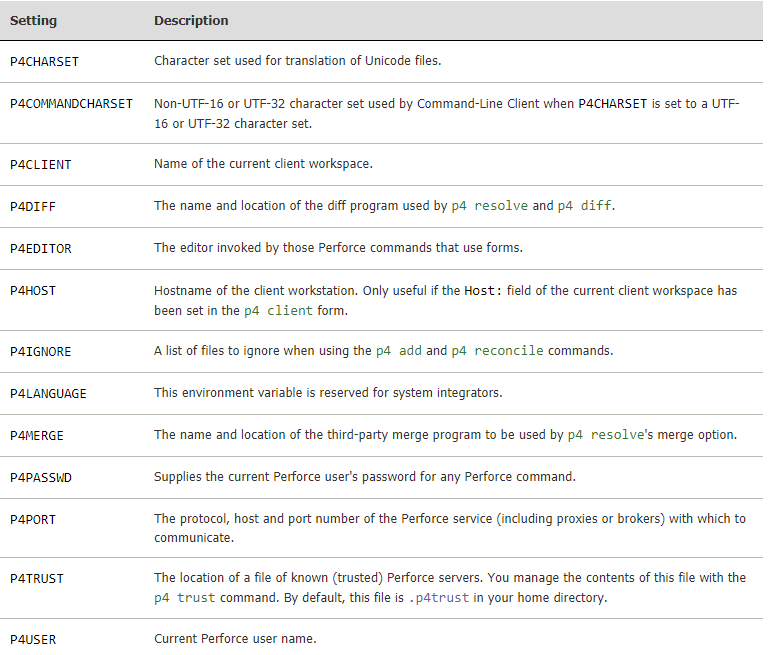 Setting Description
P4CHARSET Character set used for translation of Unicode files.
P4COMMANDCHARSET Non-UTF-16 or UTF-32 character set used by Command-Line Client when P4CHARSET is set to a UTF-
16 or UTF-32 character set.
P4CLIENT Name of the current client workspace.
P4DIFF The name and location of the diff program used by p4 resolve and p4 diff.
P4EDITOR The editor invoked by those Perforce commands that use forms.
P4HOST Hostname of the client workstation. Only useful if the Host: field of the current client workspace has
been set in the p4 client form.
P4IGNORE A list of files to ignore when using the p4 add and p4 reconcile commands.
P4LANGUAGE This environment variable is reserved for system integrators.
P4MERGE The name and location of the third-party merge program to be used by p4 resolve's merge option.
P4PASSWD Supplies the current Perforce user's password for any Perforce command.
P4PORT The protocol, host and port number of the Perforce service (including proxies or brokers) with which to
communicate.
P4TRUST The location of a file of known (trusted) Perforce servers. You manage the contents of this file with the
p4 trust command. By default, this file is .p4trust in your home directory.
P4USER Current Perforce user name.